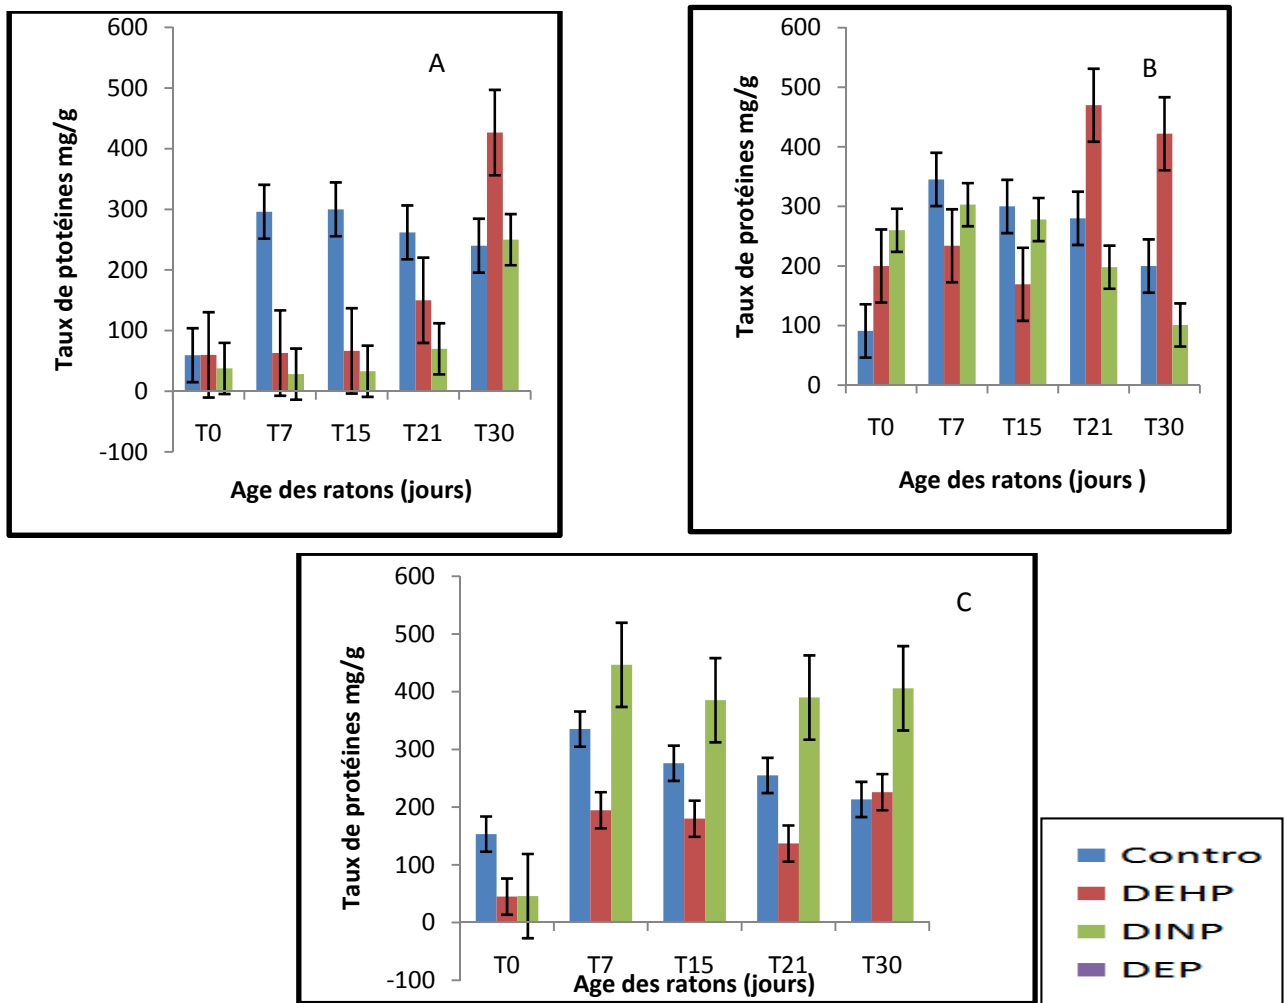 600
500
400
300
200
100
0
-100
Taux de ptotéines mg/g
A
T0 T7 T15 T21 T30
Age des ratons (jours)
600
500
400
300
200
100
0
Taux de protéines mg/g
B
T0 T7 T15 T21 T30
Age des ratons (jours )
600
500
400
300
200
100
0
-100
Taux de protéines mg/g
C
T0 T7 T15 T21 T30
Age des ratons (jours)
Contro
DEHP
DINP
DEP